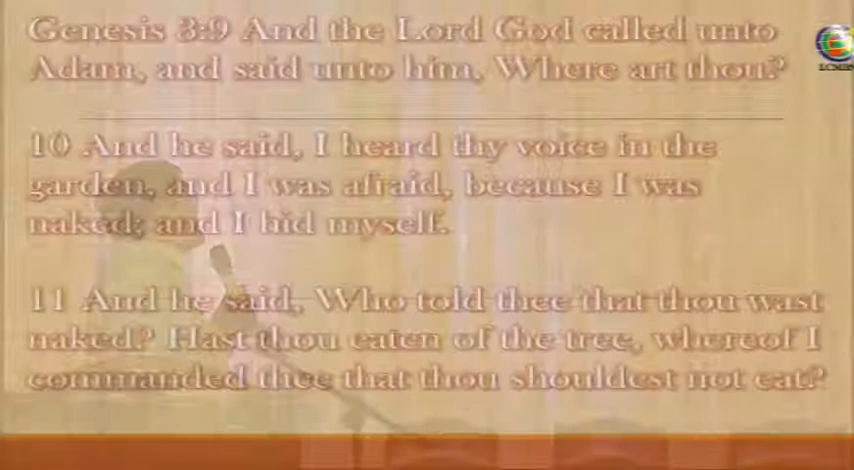 Genesis 3:9 And the Lord God called unto
Adam, and said unto him, Where art thou?
10 And he said, I heard thy voice in the
garden, and I was afraid, because I was
naked; and I hid myself.
11 And he said, Who told thee that thou wast
naked? Hast thou eaten of the tree, whereof I
commanded thee that thou shouldest not eat?